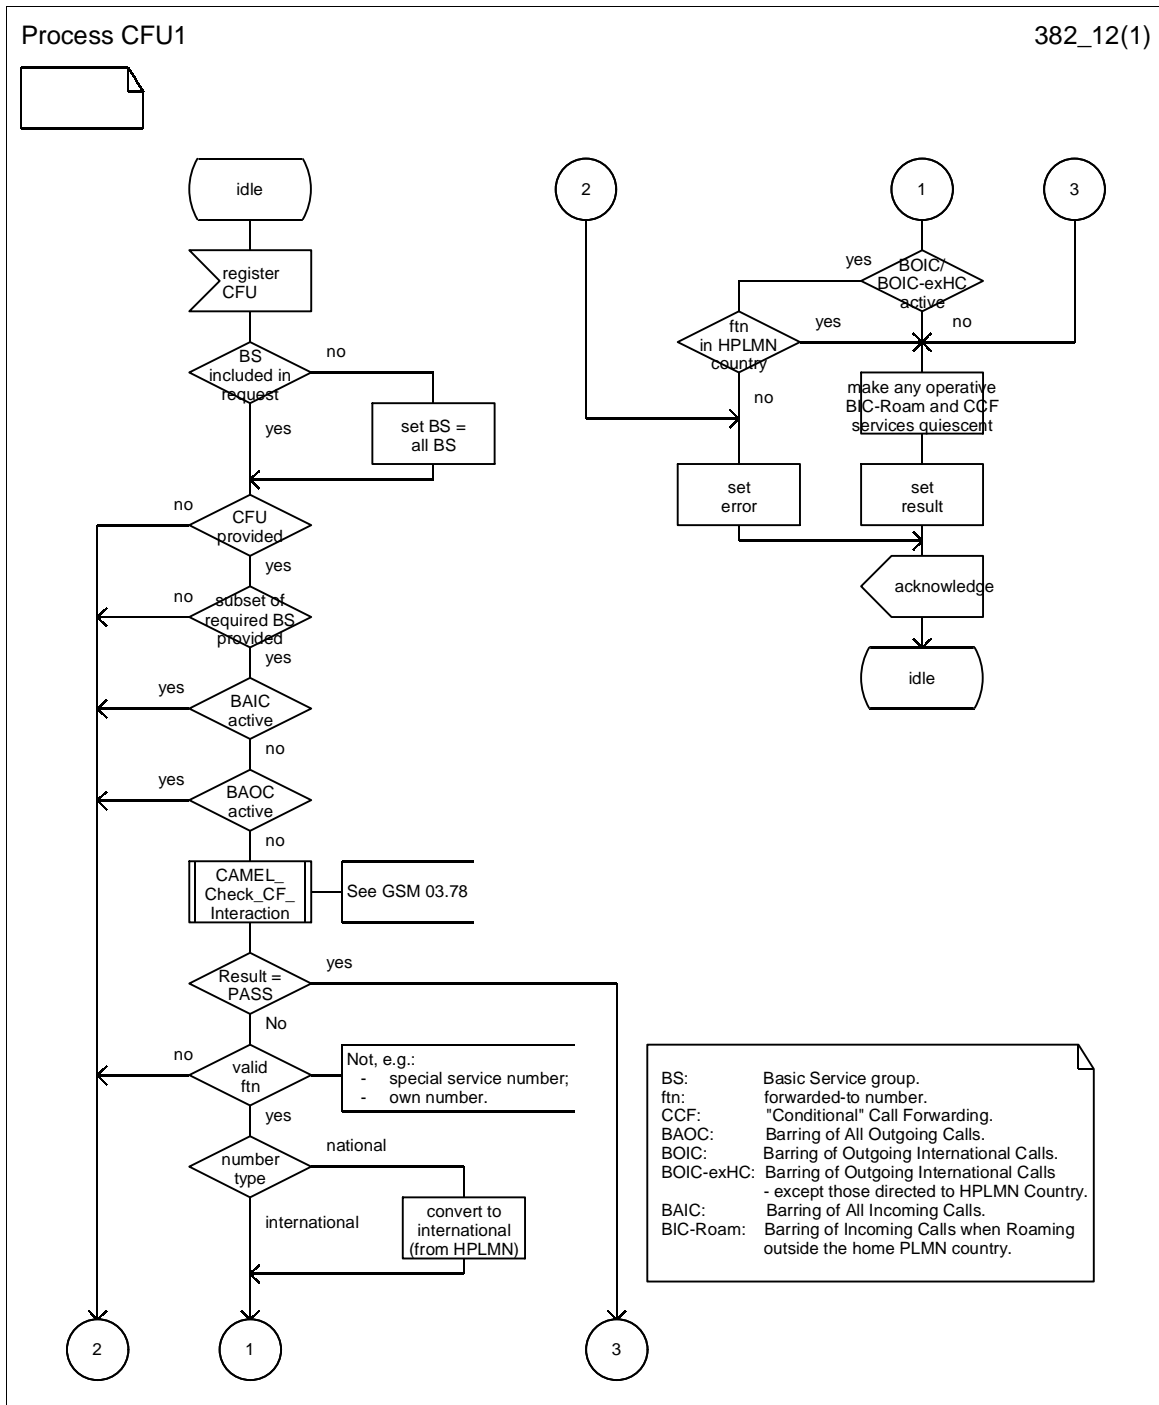 Process CFU1
382_12(1)
idle
register
CFU
BS
included in
request
no
yes
set BS =
all BS
no
CFU
provided
yes
no
subset of
required BS
provided
yes
yes
BAIC
active
no
yes
BAOC
active
no
CAMEL_
Check_CF_
Interaction
See GSM 03.78
Result =
PASS
yes
No
no
valid
ftn
yes
Not, e.g.:
- special service number;
- own number.
number
type
national
international
convert to
international
(from HPLMN)
2
1
3
2
1
3
yes
BOIC/
BOIC-exHC
active
no
ftn
in HPLMN
country
yes
no
make any operative
BIC-Roam and CCF
services quiescent
set
error
set
result
acknowledge
idle
BS: Basic Service group.
ftn: forwarded-to number.
CCF: "Conditional" Call Forwarding.
BAOC: Barring of All Outgoing Calls.
BOIC: Barring of Outgoing International Calls.
BOIC-exHC: Barring of Outgoing International Calls
- except those directed to HPLMN Country.
BAIC: Barring of All Incoming Calls.
BIC-Roam: Barring of Incoming Calls when Roaming
outside the home PLMN country.